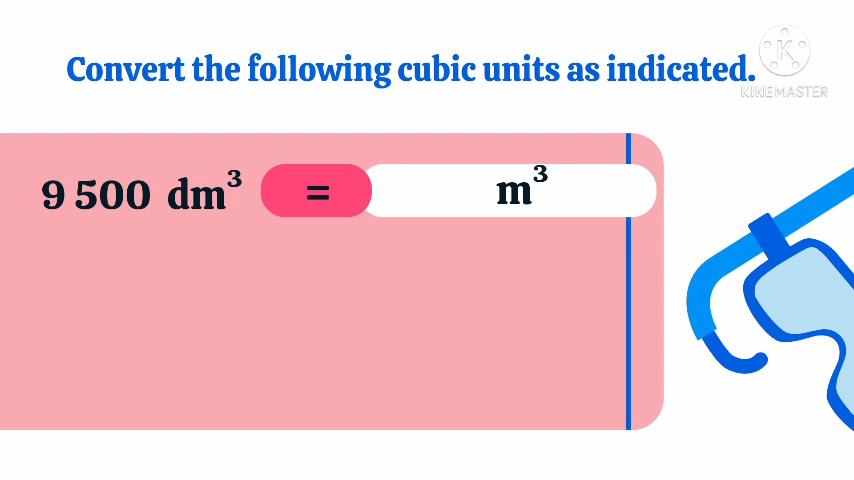 Convert the following cubic units as indicated.
K
KINEMASTER
9 500 dm³ = m³